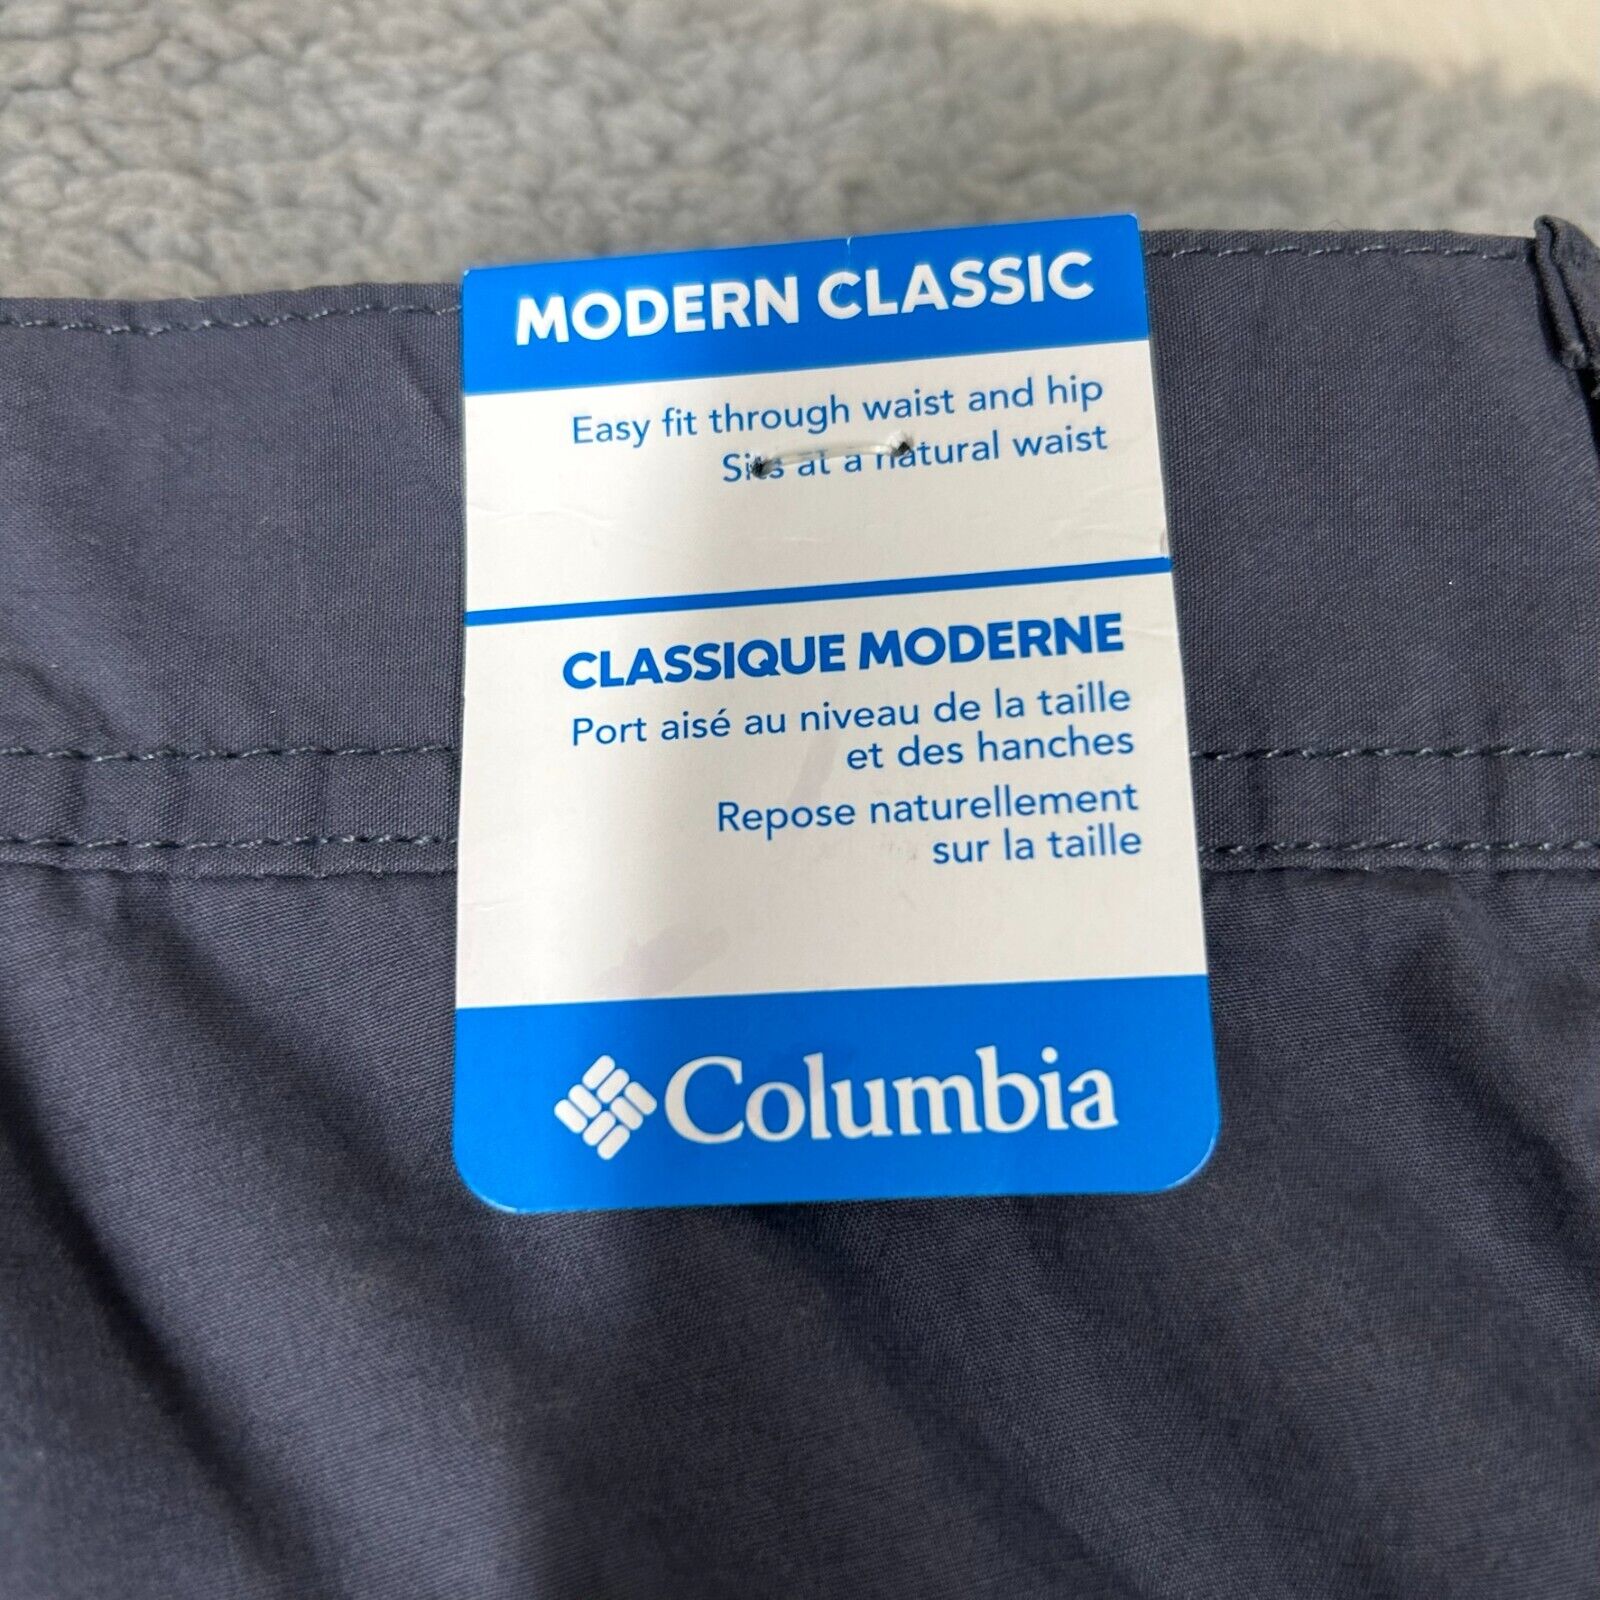 MODERN CLASSIC
Easy fit through waist and hip
Sits at a natural waist
CLASSIQUE MODERNE
Port aisé au niveau de la taille
et des hanches
Repose naturellement
sur la taille
Columbia